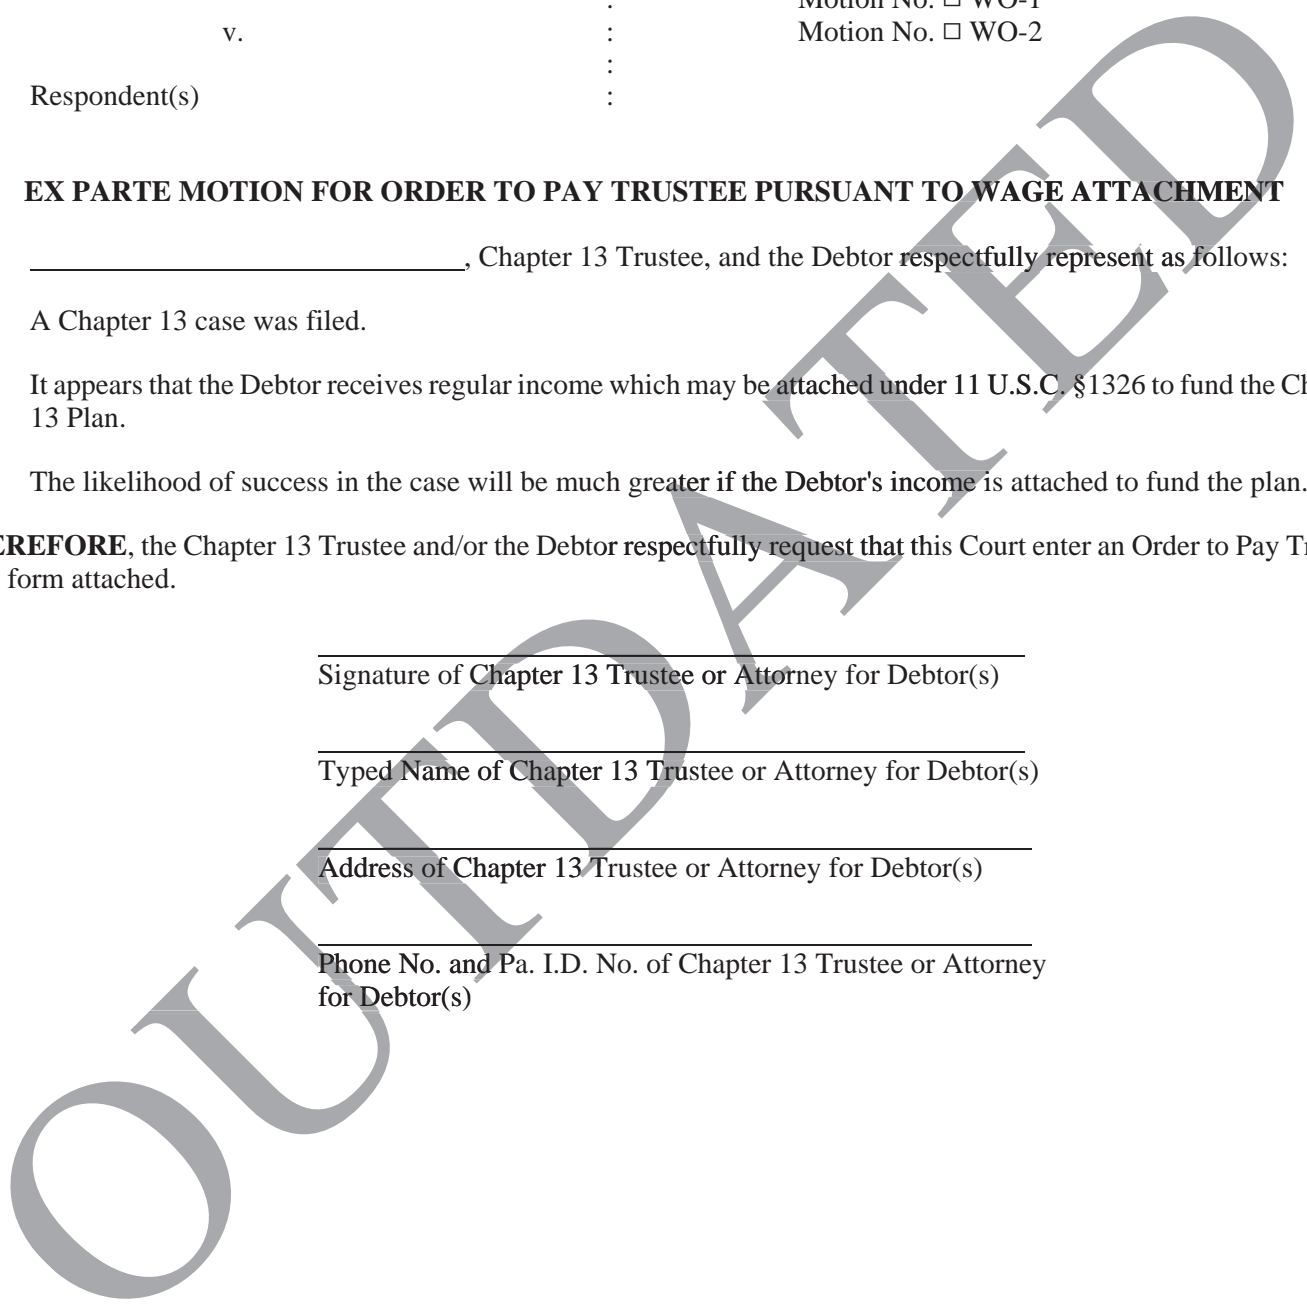 Motion No. □ WO-1
v. : Motion No. □ WO-2
:
Respondent(s) :
EX PARTE MOTION FOR ORDER TO PAY TRUSTEE PURSUANT TO WAGE ATTACHMENT
, Chapter 13 Trustee, and the Debtor respectfully represent as follows:
A Chapter 13 case was filed.
It appears that the Debtor receives regular income which may be attached under 11 U.S.C. §1326 to fund the Ch
13 Plan.
The likelihood of success in the case will be much greater if the Debtor's income is attached to fund the plan.
EREFORE, the Chapter 13 Trustee and/or the Debtor respectfully request that this Court enter an Order to Pay Tr
form attached.
Signature of Chapter 13 Trustee or Attorney for Debtor(s)
Typed Name of Chapter 13 Trustee or Attorney for Debtor(s)
Address of Chapter 13 Trustee or Attorney for Debtor(s)
Phone No. and Pa. I.D. No. of Chapter 13 Trustee or Attorney
for Debtor(s)
OUTDATED